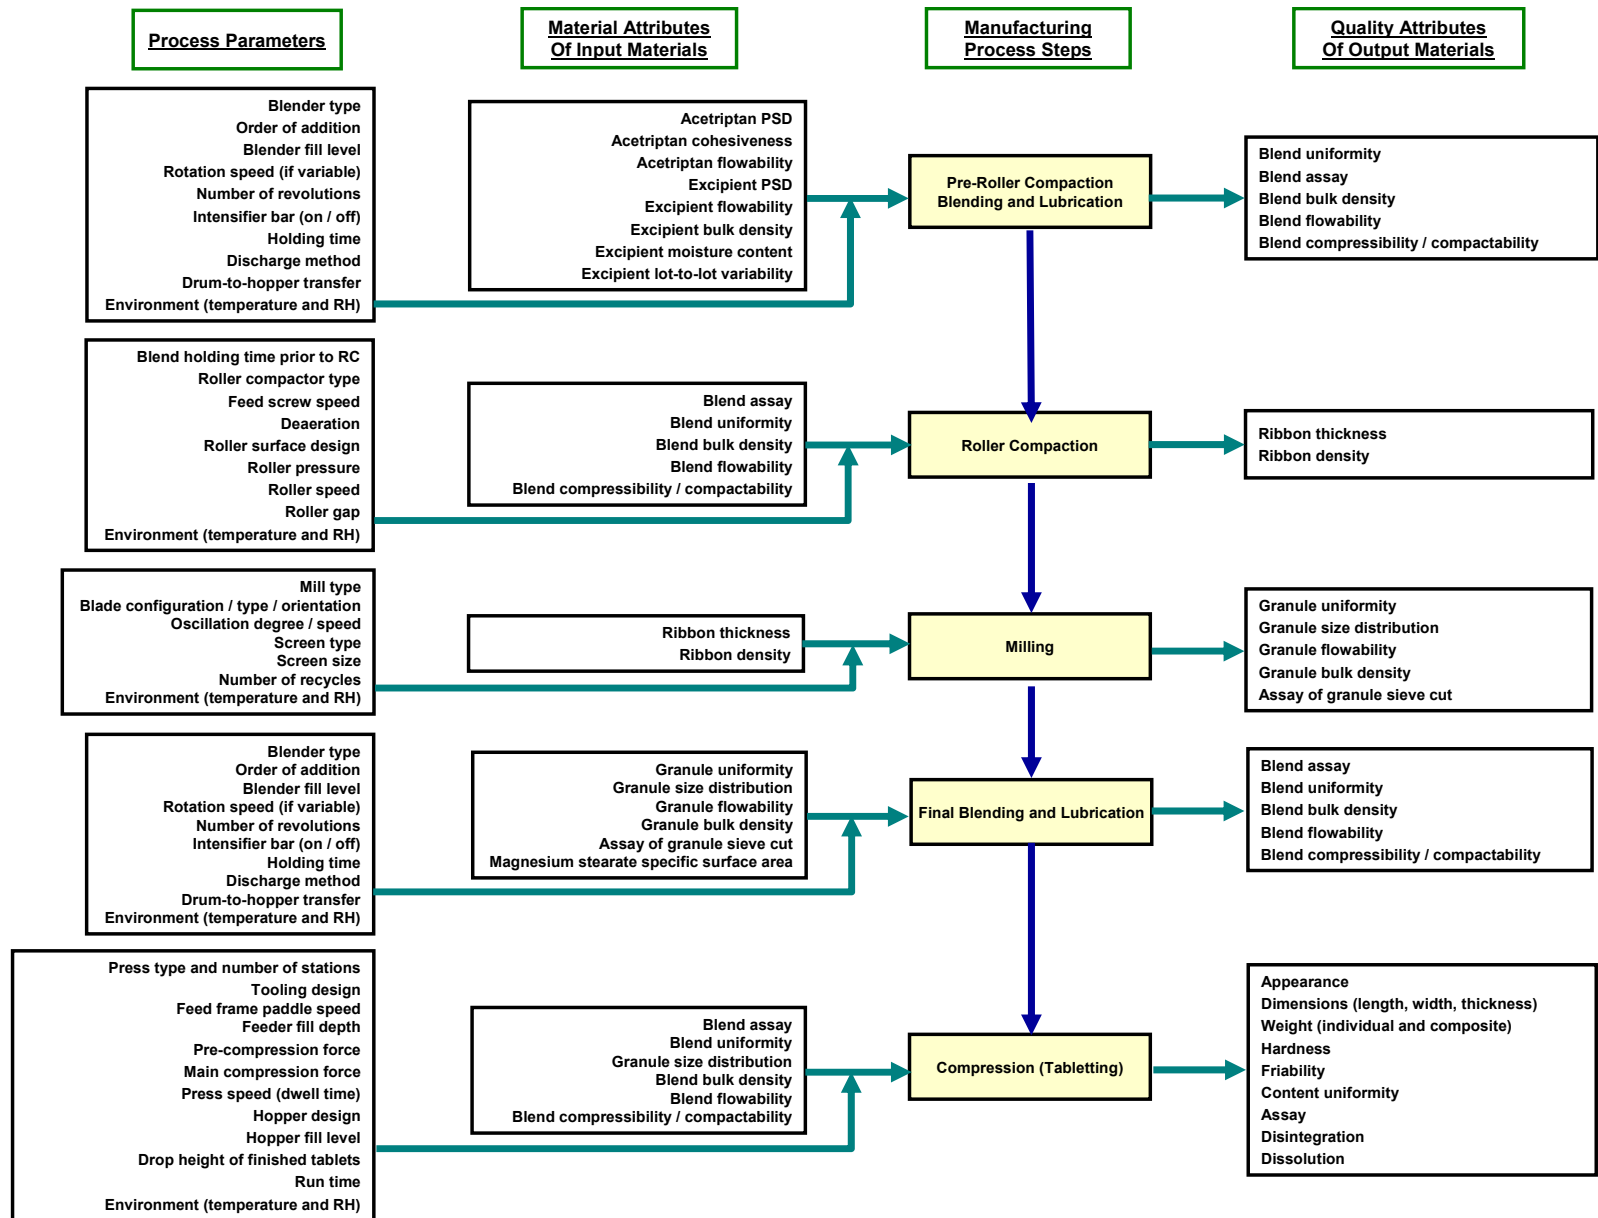 Process Parameters
Material Attributes
Of Input Materials
Manufacturing
Process Steps
Quality Attributes
Of Output Materials
Blender type
Order of addition
Blender fill level
Rotation speed (if variable)
Number of revolutions
Intensifier bar (on / off)
Holding time
Discharge method
Drum-to-hopper transfer
Environment (temperature and RH)
Acetriptan PSD
Acetriptan cohesiveness
Acetriptan flowability
Excipient PSD
Excipient flowability
Excipient bulk density
Excipient moisture content
Excipient lot-to-lot variability
Pre-Roller Compaction
Blending and Lubrication
Blend uniformity
Blend assay
Blend bulk density
Blend flowability
Blend compressibility / compactability
Blend holding time prior to RC
Roller compactor type
Feed screw speed
Deaeration
Roller surface design
Roller pressure
Roller speed
Roller gap
Environment (temperature and RH)
Blend assay
Blend uniformity
Blend bulk density
Blend flowability
Blend compressibility / compactability
Roller Compaction
Ribbon thickness
Ribbon density
Mill type
Blade configuration / type / orientation
Oscillation degree / speed
Screen type
Screen size
Number of recycles
Environment (temperature and RH)
Ribbon thickness
Ribbon density
Milling
Granule uniformity
Granule size distribution
Granule flowability
Granule bulk density
Assay of granule sieve cut
Blender type
Order of addition
Blender fill level
Rotation speed (if variable)
Number of revolutions
Intensifier bar (on / off)
Holding time
Discharge method
Drum-to-hopper transfer
Environment (temperature and RH)
Granule uniformity
Granule size distribution
Granule flowability
Granule bulk density
Assay of granule sieve cut
Magnesium stearate specific surface area
Final Blending and Lubrication
Blend assay
Blend uniformity
Blend bulk density
Blend flowability
Blend compressibility / compactability
Press type and number of stations
Tooling design
Feed frame paddle speed
Feeder fill depth
Pre-compression force
Main compression force
Press speed (dwell time)
Hopper design
Hopper fill level
Drop height of finished tablets
Run time
Environment (temperature and RH)
Blend assay
Blend uniformity
Granule size distribution
Blend bulk density
Blend flowability
Blend compressibility / compactability
Compression (Tabletting)
Appearance
Dimensions (length, width, thickness)
Weight (individual and composite)
Hardness
Friability
Content uniformity
Assay
Disintegration
Dissolution